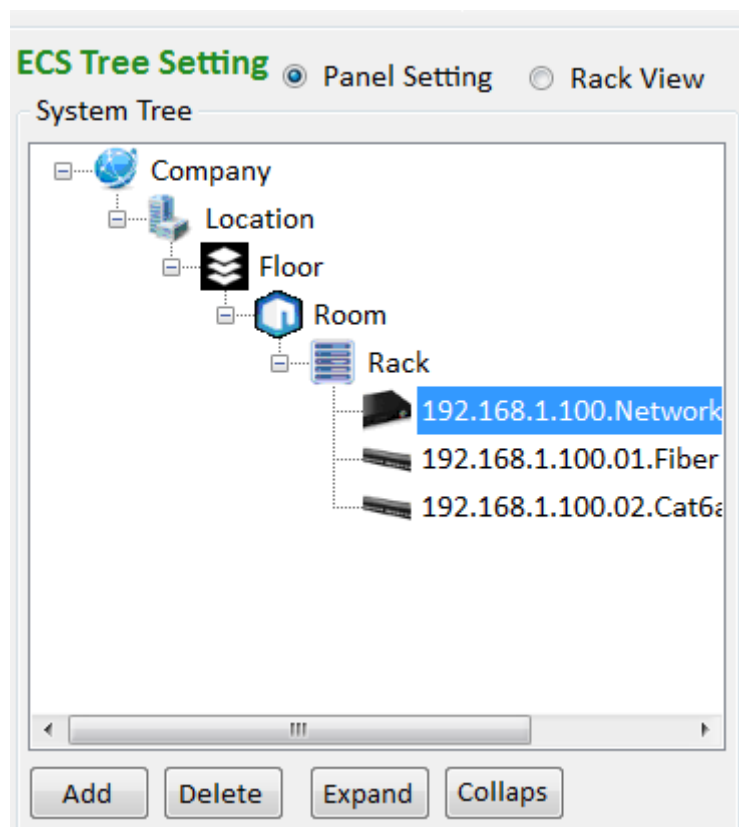 ECS Tree Setting Panel Setting Rack View
System Tree
Company
Location
Floor
Room
Rack
192.168.1.100.Network
192.168.1.100.01.Fiber
192.168.1.100.02.Cat6a
Add Delete Expand Collaps